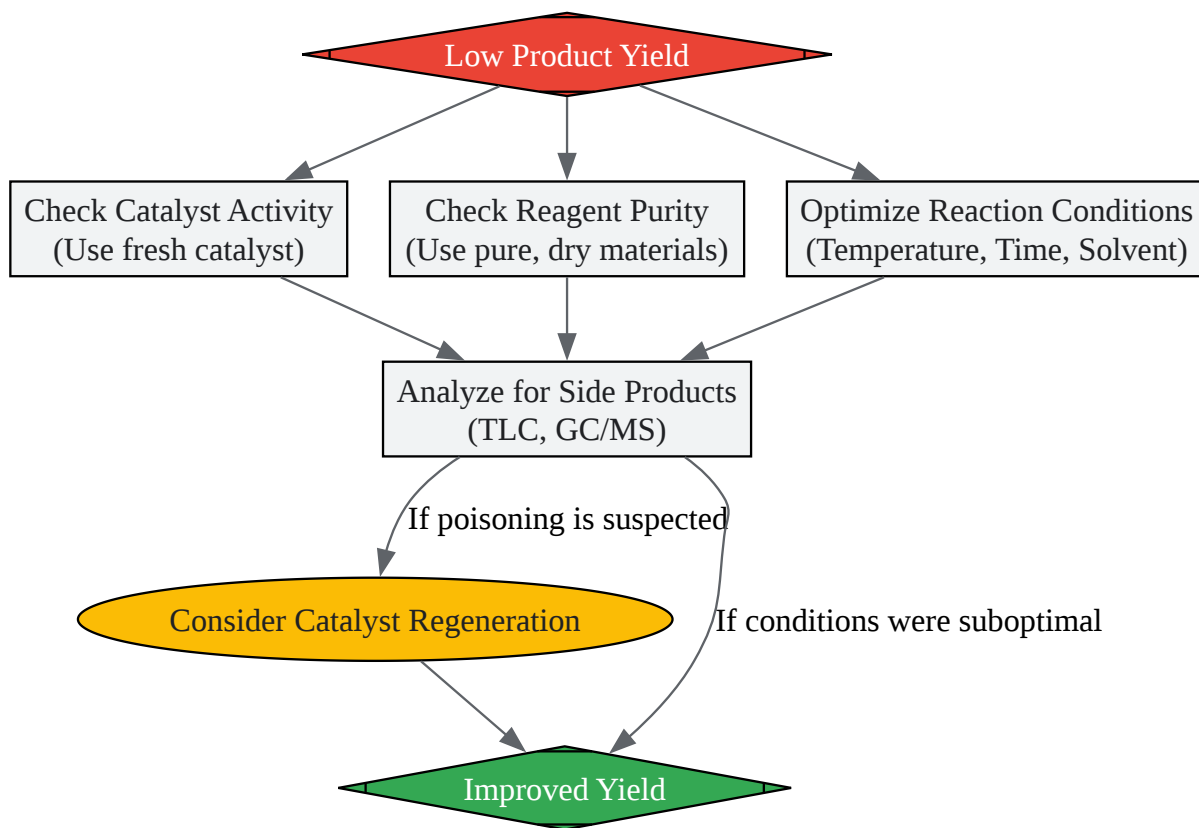 Low Product Yield
Check Catalyst Activity
(Use fresh catalyst)
Check Reagent Purity
(Use pure, dry materials)
Optimize Reaction Conditions
(Temperature, Time, Solvent)
Analyze for Side Products
(TLC, GC/MS)
If poisoning is suspected
Consider Catalyst Regeneration
If conditions were suboptimal
Improved Yield